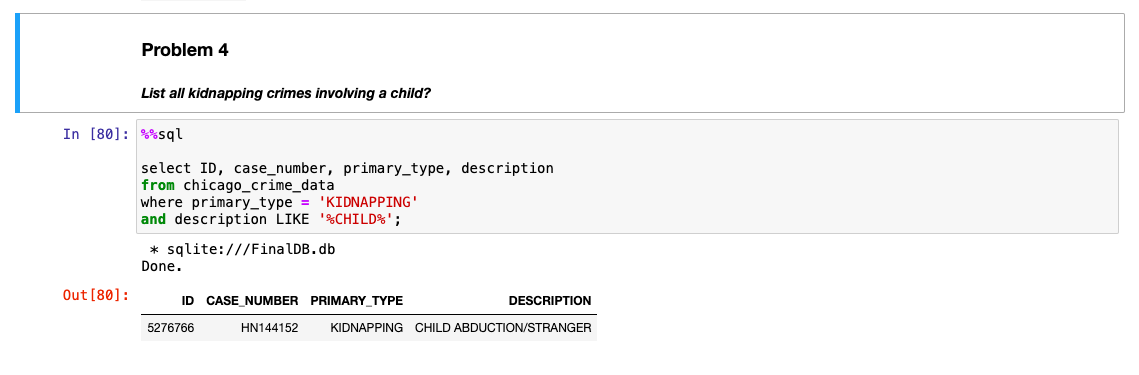 Problem 4
List all kidnapping crimes involving a child?
In [80]: %%sql
select ID, case_number, primary_type, description
from chicago_crime_data
where primary_type = 'KIDNAPPING'
and description LIKE '%CHILD%';
* sqlite:///FinalDB.db
Done.
Out[80]:
ID CASE_NUMBER PRIMARY_TYPE DESCRIPTION
5276766 HN144152 KIDNAPPING CHILD ABDUCTION/STRANGER